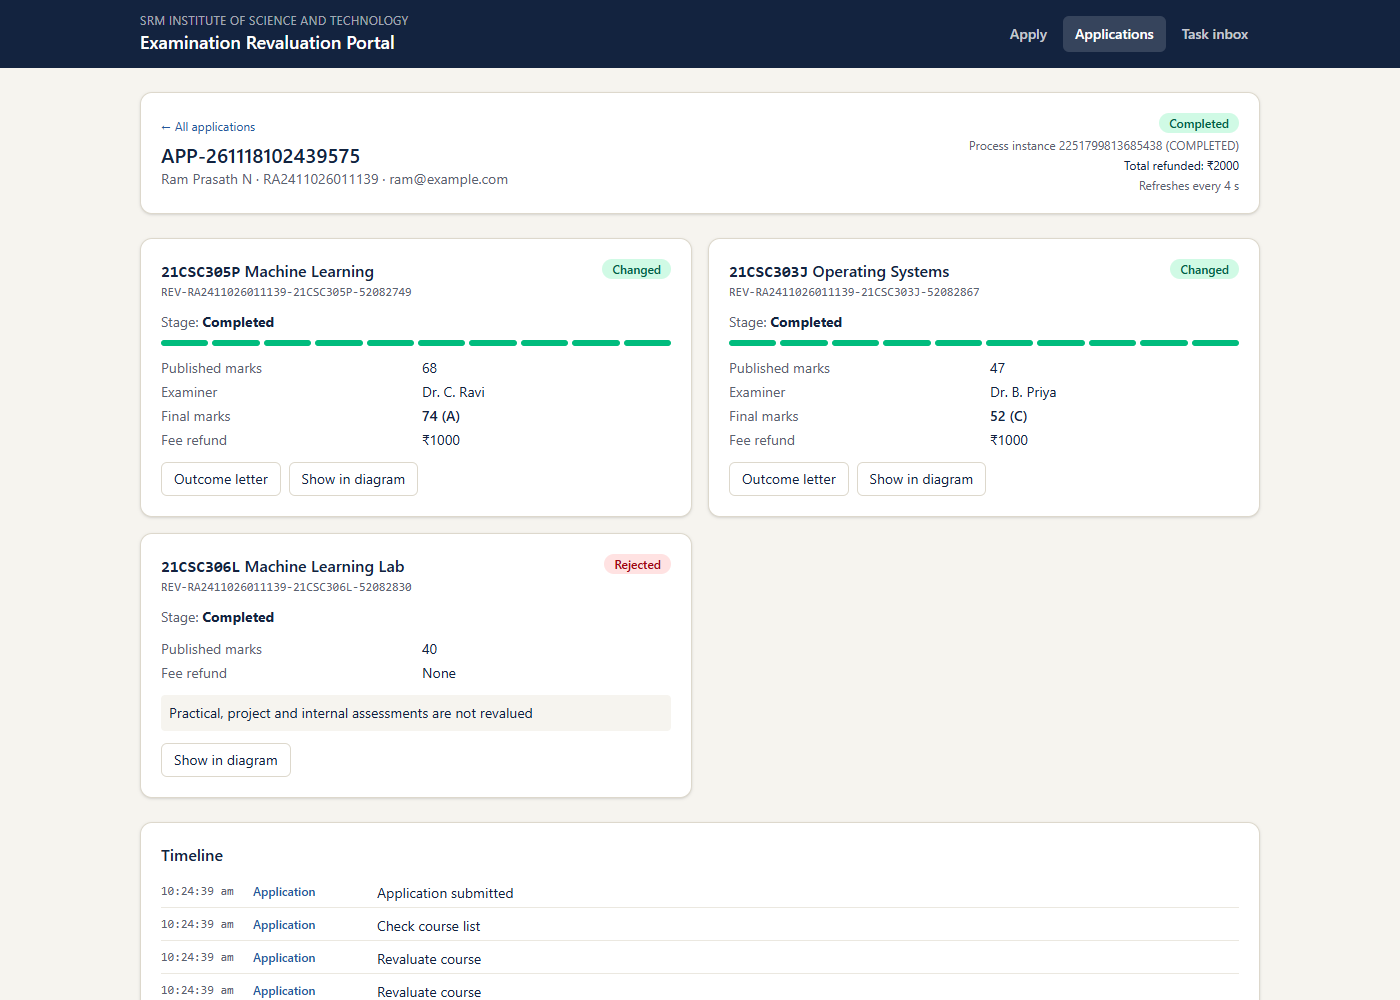 SRM INSTITUTE OF SCIENCE AND TECHNOLOGY
Examination Revaluation Portal
Apply
Applications
Task inbox
← All applications
APP-261118102439575
Ram Prasath N · RA2411026011139 · ram@example.com
Completed
Process instance 2251799813685438 (COMPLETED)
Total refunded: ₹2000
Refreshes every 4 s
21CSC305P Machine Learning
Changed
REV-RA2411026011139-21CSC305P-52082749
Stage: Completed
Published marks 68
Examiner Dr. C. Ravi
Final marks 74 (A)
Fee refund ₹1000
Outcome letter
Show in diagram
21CSC303J Operating Systems
Changed
REV-RA2411026011139-21CSC303J-52082867
Stage: Completed
Published marks 47
Examiner Dr. B. Priya
Final marks 52 (C)
Fee refund ₹1000
Outcome letter
Show in diagram
21CSC306L Machine Learning Lab
Rejected
REV-RA2411026011139-21CSC306L-52082830
Stage: Completed
Published marks 40
Fee refund None
Practical, project and internal assessments are not revalued
Show in diagram
Timeline
10:24:39 am Application Application submitted
10:24:39 am Application Check course list
10:24:39 am Application Revaluate course
10:24:39 am Application Revaluate course